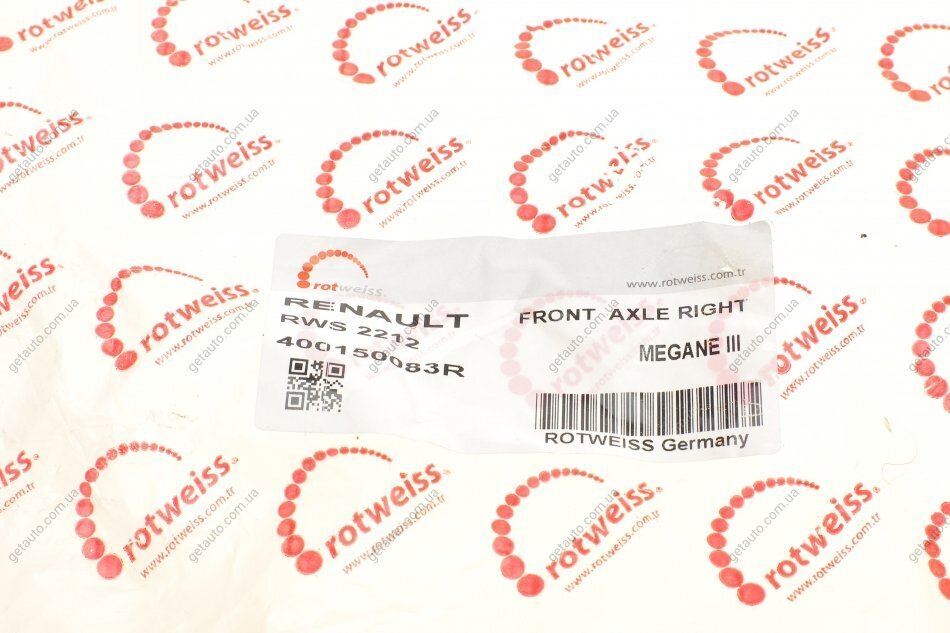 rotweiss
www.rotweiss.com.tr
RENAULT
RWS 2212
400150083R
FRONT AXLE RIGHT
MEGANE III
ROTWEISS Germany
rotweiss
www.rotweiss.com.tr
getauto.com.ua